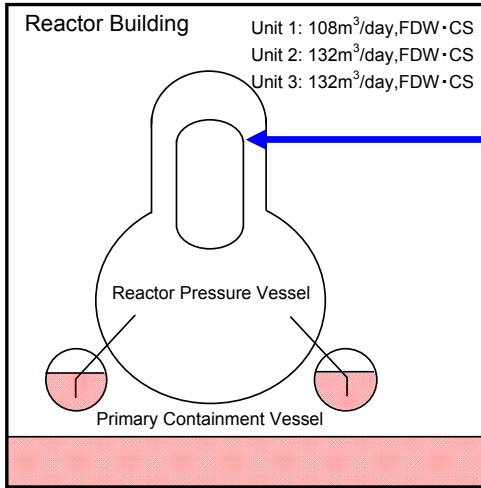 Reactor Building
Unit 1: 108m³/day,FDW・CS
Unit 2: 132m³/day,FDW・CS
Unit 3: 132m³/day,FDW・CS
Reactor Pressure Vessel
Primary Containment Vessel